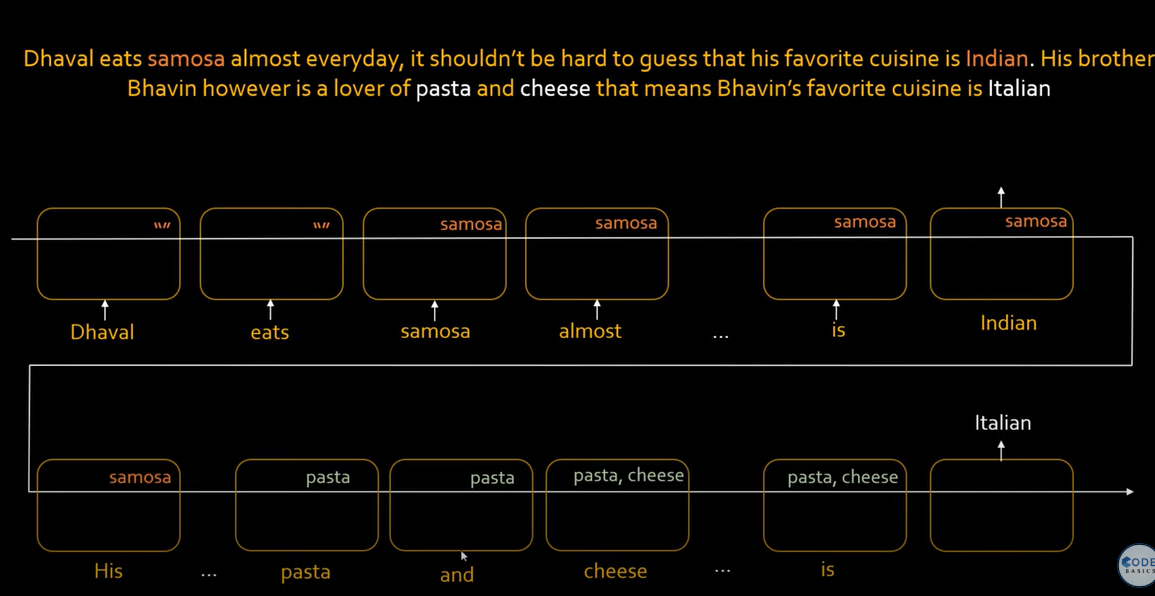 Dhaval eats samosa almost everyday, it shouldn't be hard to guess that his favorite cuisine is Indian. His brother
Bhavin however is a lover of pasta and cheese that means Bhavin's favorite cuisine is Italian
"" "" samosa samosa samosa samosa
Dhaval eats samosa almost ... is Indian
Italian
samosa pasta pasta pasta, cheese pasta, cheese
His ... pasta and cheese ... is
CODE
BASICS